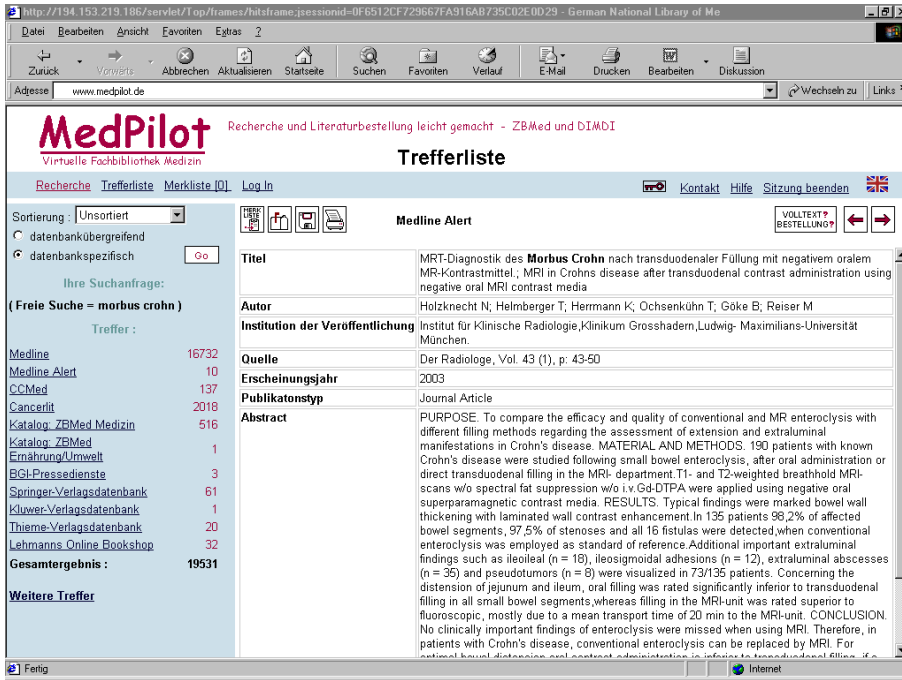 http://194.153.219.186/servlet/Top/frames/hitsframe;jsessionid=0F6512CF729667FA916AB735C02E0D29 - German National Library of Me
Datei Bearbeiten Ansicht Favoriten Extras ?
Zurück Vorwärts Abbrechen Aktualisieren Startseite Suchen Favoriten Verlauf E-Mail Drucken Bearbeiten Diskussion
Adresse www.medpilot.de Wechseln zu Links
MedPilot
Virtuelle Fachbibliothek Medizin
Recherche und Literaturbestellung leicht gemacht - ZBMed und DIMDI
Trefferliste
Recherche Trefferliste Merkliste [0] Log In Kontakt Hilfe Sitzung beenden
Sortierung : Unsortiert
datenbankübergreifend
datenbankspezifisch Go
Ihre Suchanfrage:
( Freie Suche = morbus crohn )
Treffer :
Medline 16732
Medline Alert 10
CCMed 137
Cancerlit 2018
Katalog: ZBMed Medizin 516
Katalog: ZBMed
Ernährung/Umwelt 1
BGI-Pressedienste 3
Springer-Verlagsdatenbank 61
Kluwer-Verlagsdatenbank 1
Thieme-Verlagsdatenbank 20
Lehmanns Online Bookshop 32
Gesamtergebnis : 19531
Weitere Treffer
MERK
LISTE
Medline Alert
VOLLTEXT?
BESTELLUNG?
Titel MRT-Diagnostik des Morbus Crohn nach transduodenaler Füllung mit negativem oralem
MR-Kontrastmittel.; MRI in Crohns disease after transduodenal contrast administration using
negative oral MRI contrast media
Autor Holzknecht N; Helmberger T; Herrmann K; Ochsenkühn T; Göke B; Reiser M
Institution der Veröffentlichung Institut für Klinische Radiologie,Klinikum Grosshadern,Ludwig- Maximilians-Universität
München.
Quelle Der Radiologe, Vol. 43 (1), p: 43-50
Erscheinungsjahr 2003
Publikatonstyp Journal Article
Abstract PURPOSE. To compare the efficacy and quality of conventional and MR enteroclysis with
different filling methods regarding the assessment of extension and extraluminal
manifestations in Crohn's disease. MATERIAL AND METHODS. 190 patients with known
Crohn's disease were studied following small bowel enteroclysis, after oral administration or
direct transduodenal filling in the MRI- department.T1- and T2-weighted breathhold MRI-
scans w/o spectral fat suppression w/o i.v.Gd-DTPA were applied using negative oral
superparamagnetic contrast media. RESULTS. Typical findings were marked bowel wall
thickening with laminated wall contrast enhancement.In 135 patients 98,2% of affected
bowel segments, 97,5% of stenoses and all 16 fistulas were detected,when conventional
enteroclysis was employed as standard of reference.Additional important extraluminal
findings such as ileoileal (n = 18), ileosigmoidal adhesions (n = 12), extraluminal abscesses
(n = 35) and pseudotumors (n = 8) were visualized in 73/135 patients. Concerning the
distension of jejunum and ileum, oral filling was rated significantly inferior to transduodenal
filling in all small bowel segments,whereas filling in the MRI-unit was rated superior to
fluoroscopic, mostly due to a mean transport time of 20 min to the MRI-unit. CONCLUSION.
No clinically important findings of enteroclysis were missed when using MRI. Therefore, in
patients with Crohn's disease, conventional enteroclysis can be replaced by MRI. For
optimal bowel distension oral contrast administration is inferior to transduodenal filling, if a
Fertig Internet